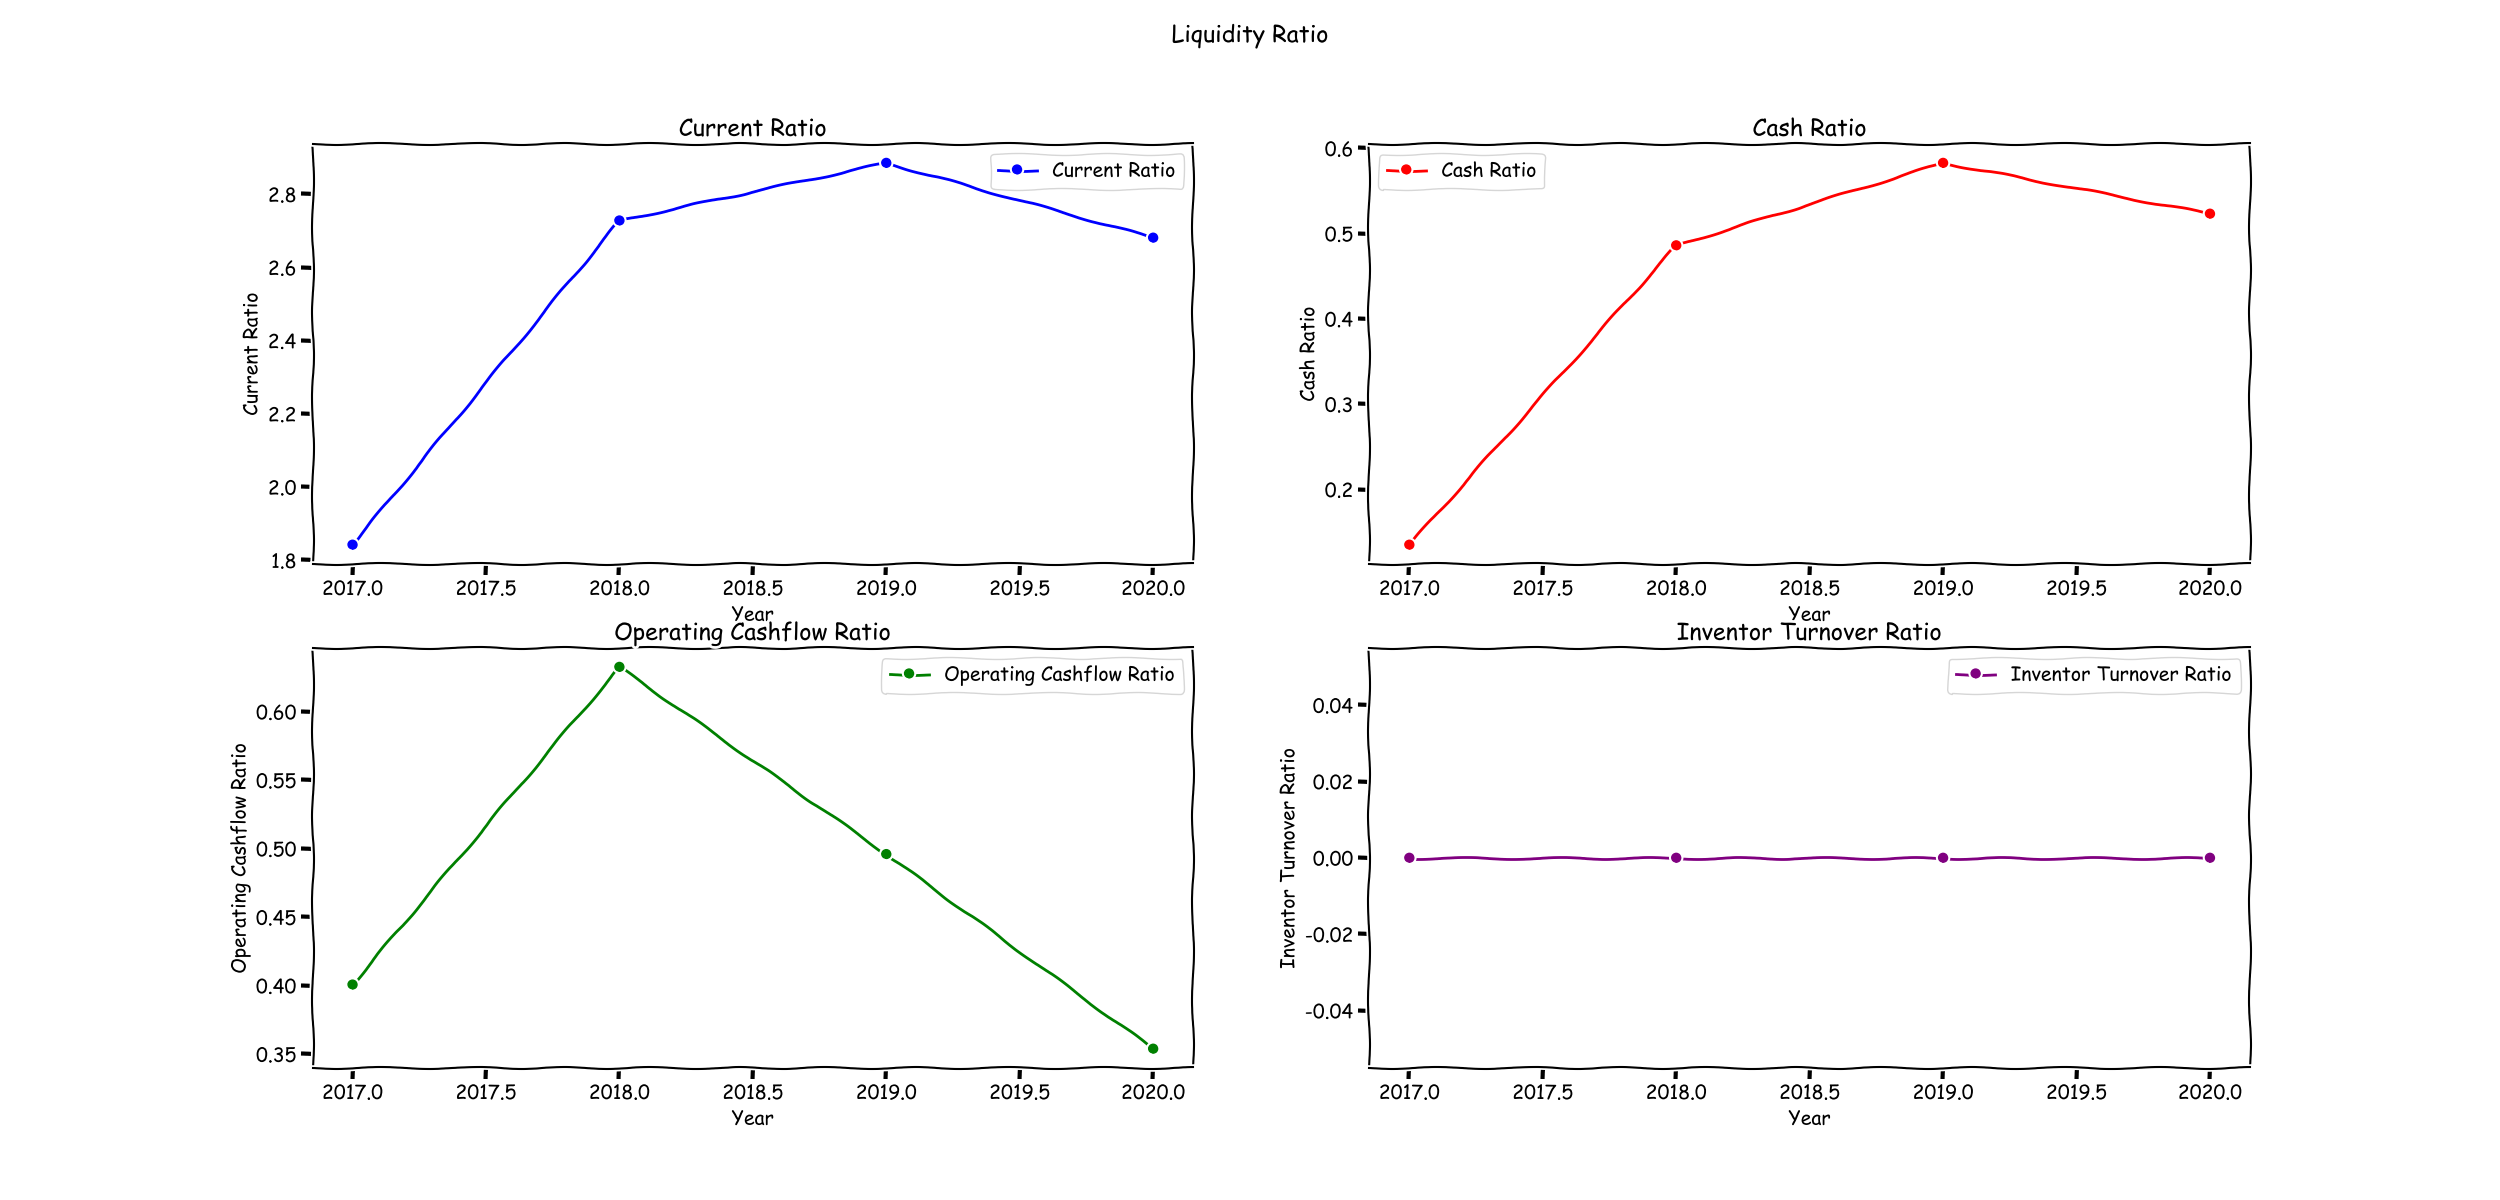 Liquidity Ratio
Current Ratio
Current Ratio
2.8
2.6
2.4
2.2
2.0
1.8
Current Ratio
2017.0 2017.5 2018.0 2018.5 2019.0 2019.5 2020.0
Year
Cash Ratio
Cash Ratio
0.6
0.5
0.4
0.3
0.2
Cash Ratio
2017.0 2017.5 2018.0 2018.5 2019.0 2019.5 2020.0
Year
Operating Cashflow Ratio
Operating Cashflow Ratio
0.60
0.55
0.50
0.45
0.40
0.35
Operating Cashflow Ratio
2017.0 2017.5 2018.0 2018.5 2019.0 2019.5 2020.0
Year
Inventor Turnover Ratio
Inventor Turnover Ratio
0.04
0.02
0.00
-0.02
-0.04
Inventor Turnover Ratio
2017.0 2017.5 2018.0 2018.5 2019.0 2019.5 2020.0
Year